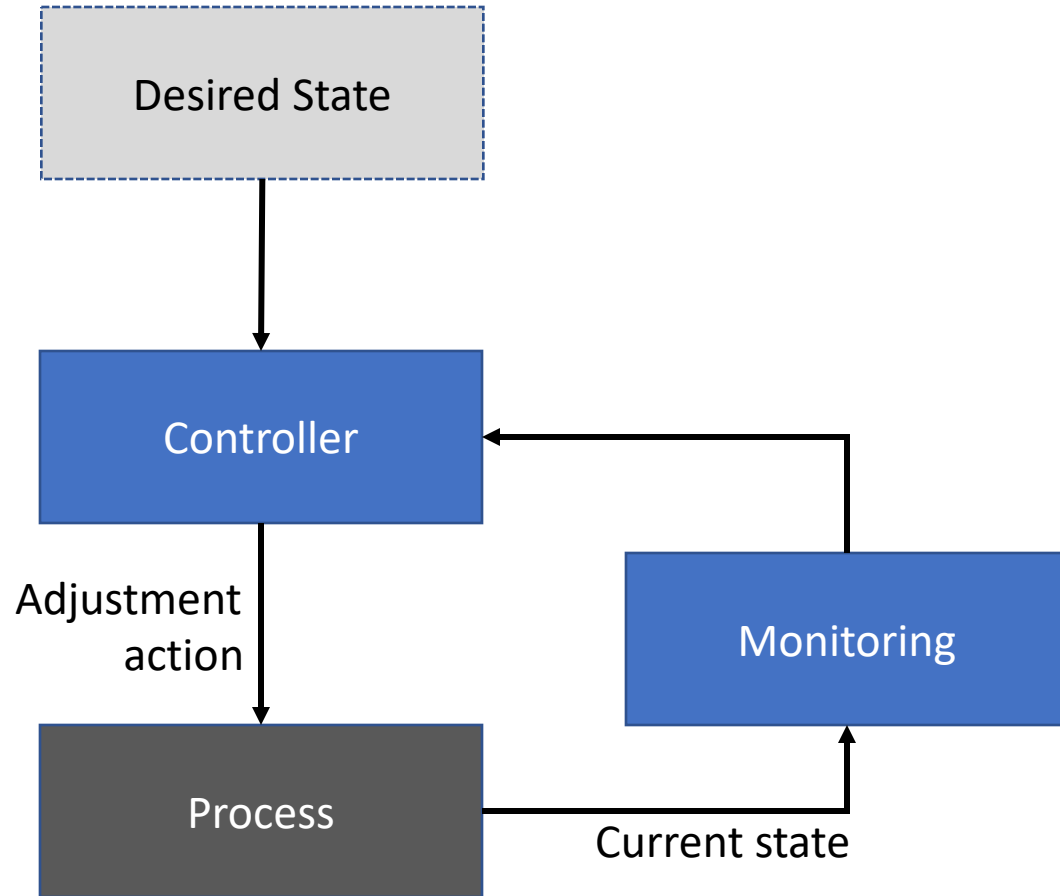 Desired State
Controller
Adjustment
action
Monitoring
Process
Current state